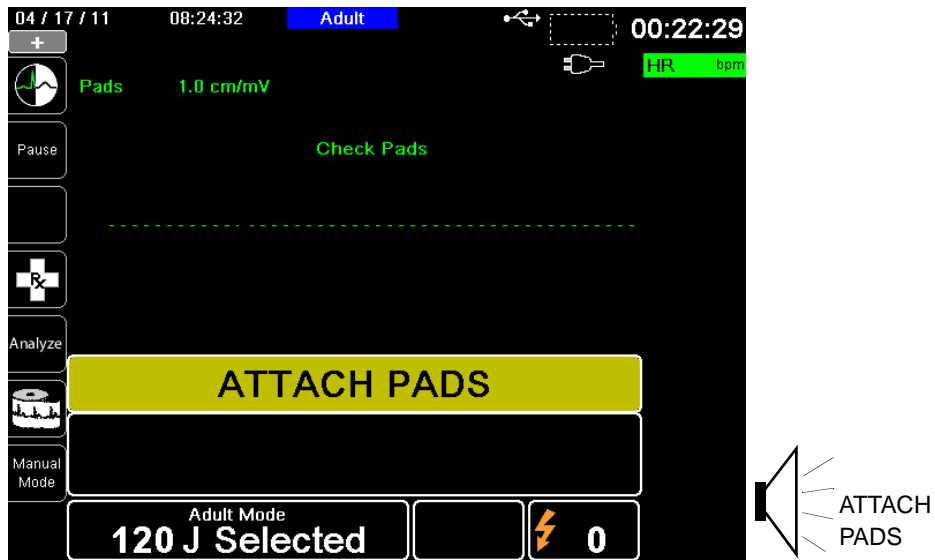 04 / 17 / 11 08:24:32 Adult 00:22:29
+
HR bpm
Pads 1.0 cm/mV
Pause
Check Pads
Rx
Analyze
ATTACH PADS
Manual
Mode
Adult Mode
120 J Selected
0
ATTACH
PADS